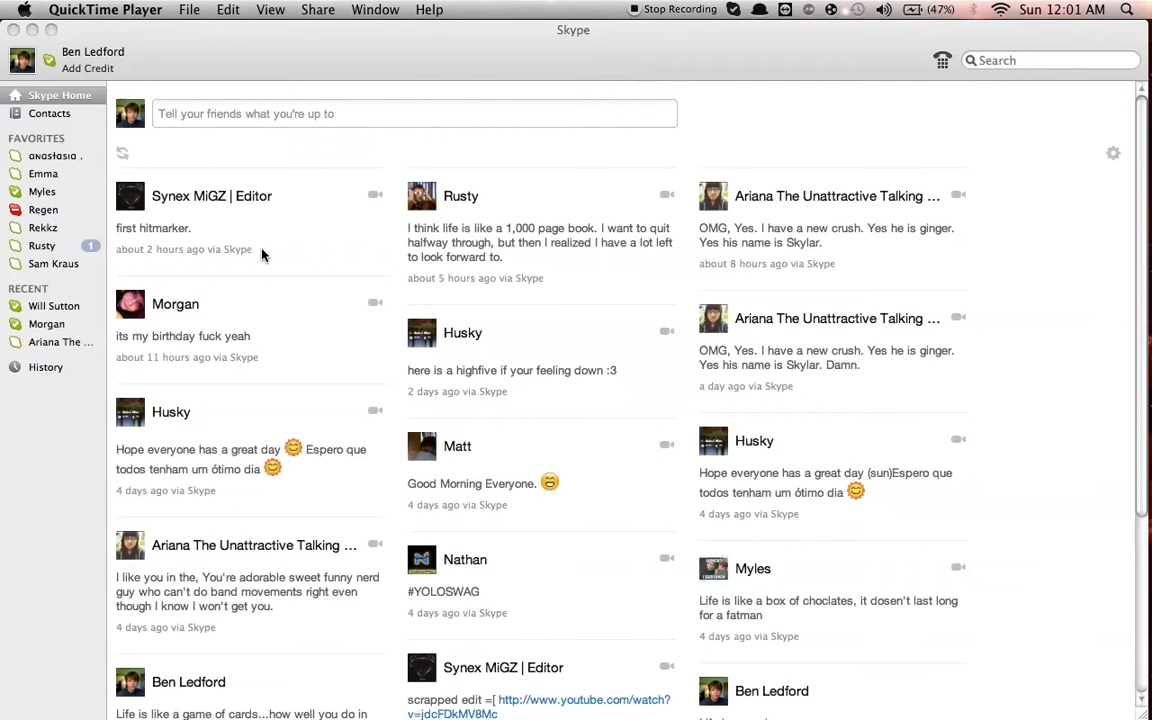 QuickTime Player File Edit View Share Window Help Stop Recording (47%) Sun 12:01 AM
Skype
Ben Ledford
Add Credit
Search
Skype Home
Contacts
FAVORITES
αηαsŧαsıα .
Emma
Myles
Regen
Rekkz
Rusty 1
Sam Kraus
RECENT
Will Sutton
Morgan
Ariana The ...
History
Tell your friends what you're up to
Synex MiGZ | Editor
first hitmarker.
about 2 hours ago via Skype
Morgan
its my birthday fuck yeah
about 11 hours ago via Skype
Husky
Hope everyone has a great day Espero que
todos tenham um ótimo dia
4 days ago via Skype
Ariana The Unattractive Talking ...
I like you in the, You're adorable sweet funny nerd
guy who can't do band movements right even
though I know I won't get you.
4 days ago via Skype
Ben Ledford
Life is like a game of cards...how well you do in
Rusty
I think life is like a 1,000 page book. I want to quit
halfway through, but then I realized I have a lot left
to look forward to.
about 5 hours ago via Skype
Husky
here is a highfive if your feeling down :3
2 days ago via Skype
Matt
Good Morning Everyone.
4 days ago via Skype
Nathan
#YOLOSWAG
4 days ago via Skype
Synex MiGZ | Editor
scrapped edit =[ http://www.youtube.com/watch?
v=jdcFDkMV8Mc
Ariana The Unattractive Talking ...
OMG, Yes. I have a new crush. Yes he is ginger.
Yes his name is Skylar.
about 8 hours ago via Skype
Ariana The Unattractive Talking ...
OMG, Yes. I have a new crush. Yes he is ginger.
Yes his name is Skylar. Damn.
a day ago via Skype
Husky
Hope everyone has a great day (sun)Espero que
todos tenham um ótimo dia
4 days ago via Skype
Myles
Life is like a box of choclates, it dosen't last long
for a fatman
4 days ago via Skype
Ben Ledford